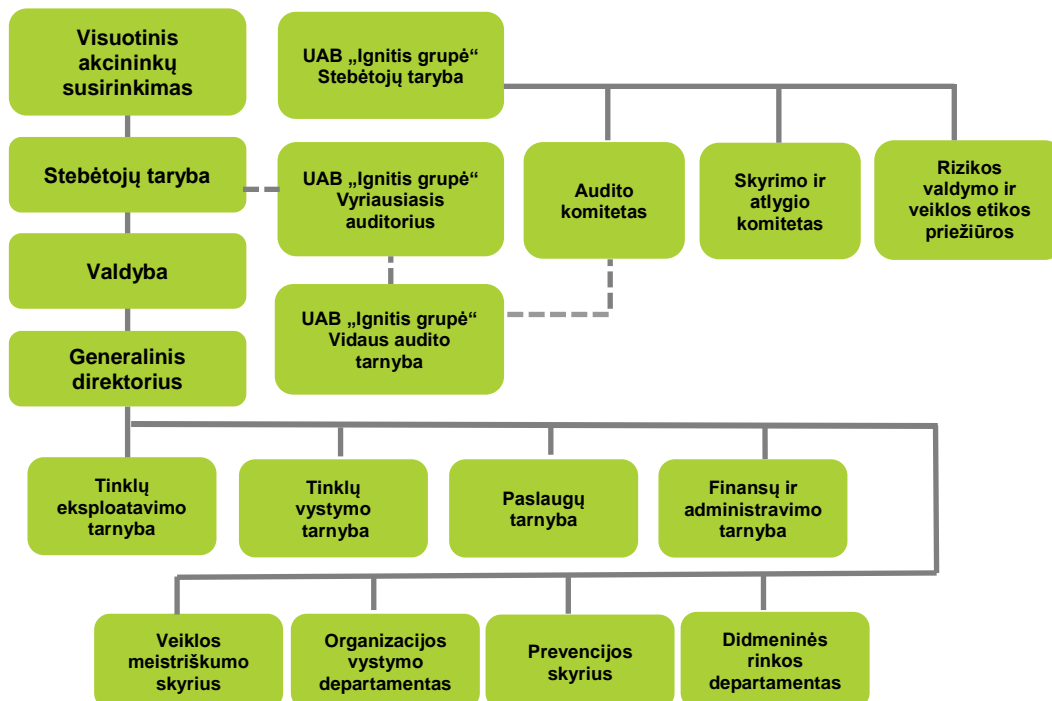 Visuotinis
akcininkų
susirinkimas
UAB „Ignitis grupė“
Stebėtojų taryba
Stebėtojų taryba
UAB „Ignitis grupė“
Vyriausiasis
auditorius
Audito
komitetas
Skyrimo ir
atlygio
komitetas
Rizikos
valdymo ir
veiklos etikos
priežiūros
Valdyba
UAB „Ignitis grupė“
Vidaus audito
tarnyba
Generalinis
direktorius
Tinklų
eksploatavimo
tarnyba
Tinklų
vystymo
tarnyba
Paslaugų
tarnyba
Finansų ir
administravimo
tarnyba
Veiklos
meistriškumo
skyrius
Organizacijos
vystymo
departamentas
Prevencijos
skyrius
Didmeninės
rinkos
departamentas